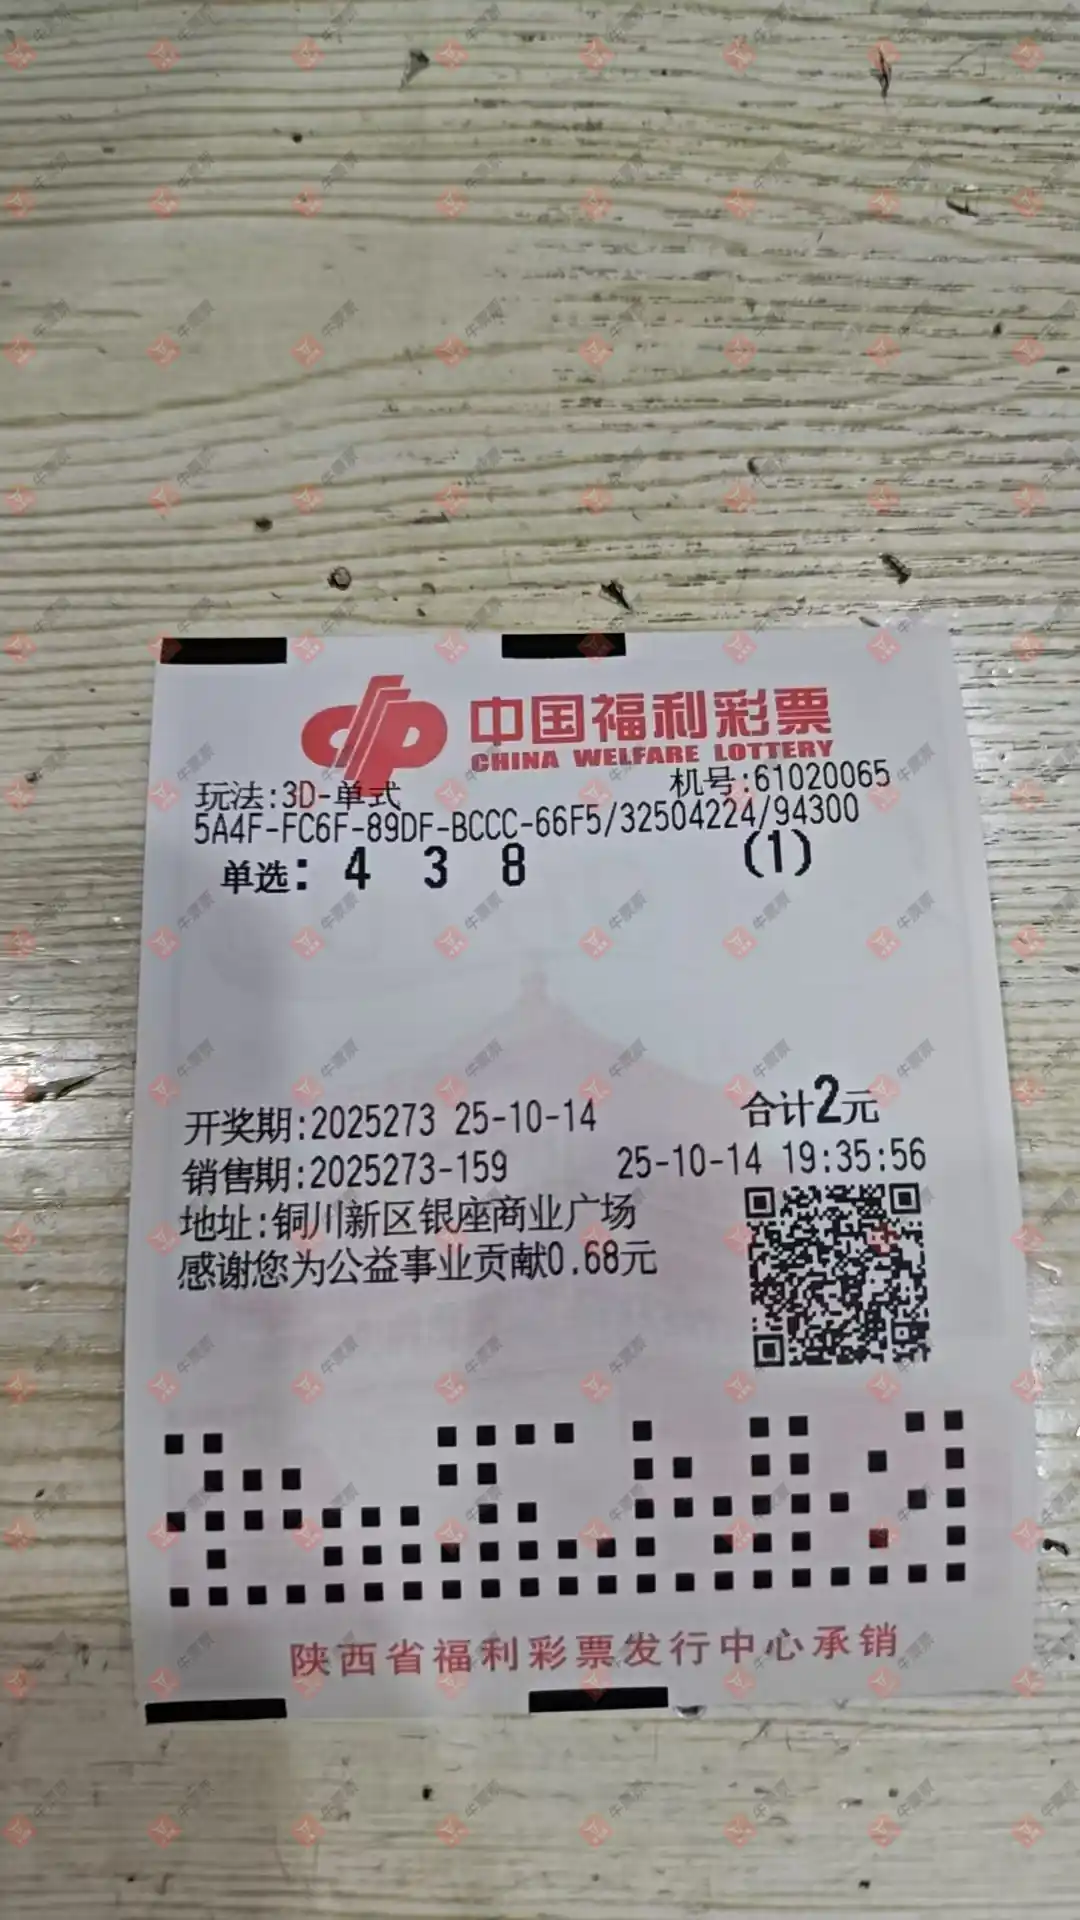 中国福利彩票
CHINA WELFARE LOTTERY
玩法:3D-单式 机号:61020065
5A4F-FC6F-89DF-BCCC-66F5/32504224/94300
单选: 4 3 8 (1)
开奖期:2025273 25-10-14 合计2元
销售期:2025273-159 25-10-14 19:35:56
地址:铜川新区银座商业广场
感谢您为公益事业贡献0.68元
陕西省福利彩票发行中心承销
牛票票